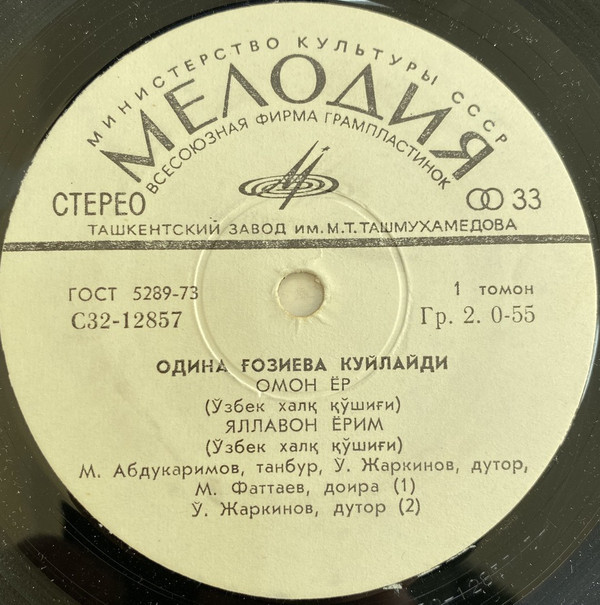 МИНИСТЕРСТВО КУЛЬТУРЫ СССР
МЕЛОДИЯ
ВСЕСОЮЗНАЯ ФИРМА ГРАМПЛАСТИНОК
СТЕРЕО 33
ТАШКЕНТСКИЙ ЗАВОД ИМ. М.Т. ТАШМУХАМЕДОВА
ГОСТ 5289-73 1 томон
С32-12857 Гр. 2. 0-55
ОДИНА ҒОЗИЕВА КУЙЛАЙДИ
ОМОН ЁР
(Ўзбек халқ қўшиғи)
ЯЛЛАВОН ЁРИМ
(Ўзбек халқ қўшиғи)
М. Абдукаримов, танбур, Ў. Жаркинов, дутор,
М. Фаттаев, доира (1)
Ў. Жаркинов, дутор (2)